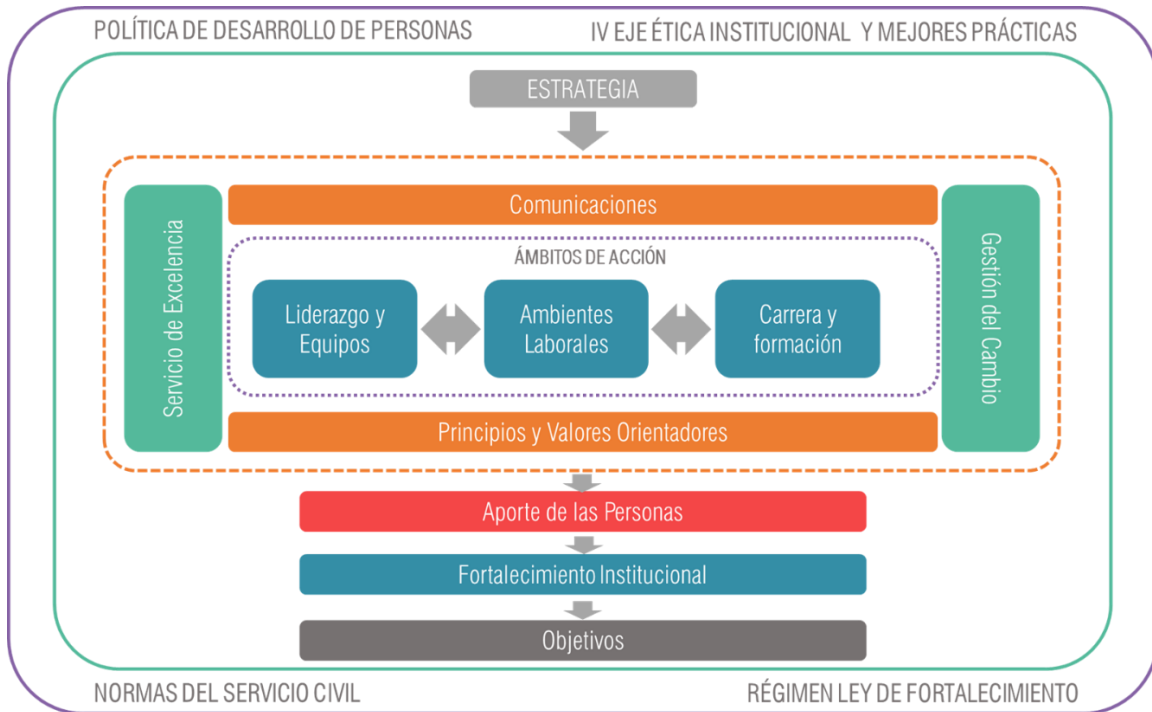 POLÍTICA DE DESARROLLO DE PERSONAS
IV EJE ÉTICA INSTITUCIONAL Y MEJORES PRÁCTICAS
ESTRATEGIA
Servicio de Excelencia
Comunicaciones
ÁMBITOS DE ACCIÓN
Liderazgo y
Equipos
Ambientes
Laborales
Carrera y
formación
Principios y Valores Orientadores
Gestión del Cambio
Aporte de las Personas
Fortalecimiento Institucional
Objetivos
NORMAS DEL SERVICIO CIVIL
RÉGIMEN LEY DE FORTALECIMIENTO